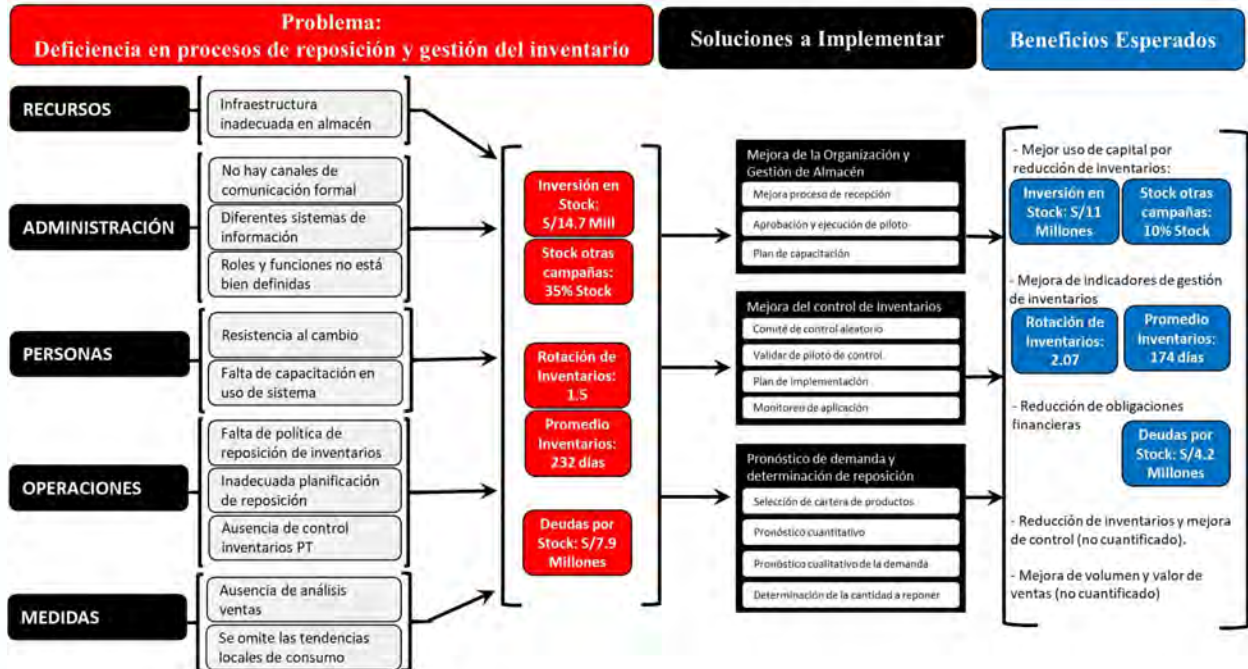 Problema:
Deficiencia en procesos de reposición y gestión del inventario
Soluciones a Implementar
Beneficios Esperados
RECURSOS
Infraestructura
inadecuada en almacén
ADMINISTRACIÓN
No hay canales de
comunicación formal
Diferentes sistemas de
información
Roles y funciones no está
bien definidas
PERSONAS
Resistencia al cambio
Falta de capacitación en
uso de sistema
OPERACIONES
Falta de política de
reposición de inventarios
Inadecuada planificación
de reposición
Ausencia de control
inventarios PT
MEDIDAS
Ausencia de análisis
ventas
Se omite las tendencias
locales de consumo
Inversión en
Stock:
S/14.7 Mill
Stock otras
campañas:
35% Stock
Rotación de
Inventarios:
1.5
Promedio
Inventarios:
232 días
Deudas por
Stock: S/7.9
Millones
Mejora de la Organización y
Gestión de Almacén
Mejora proceso de recepción
Aprobación y ejecución de piloto
Plan de capacitación
Mejora del control de inventarios
Comité de control aleatorio
Validar de piloto de control
Plan de implementación
Monitoreo de aplicación
Pronóstico de demanda y
determinación de reposición
Selección de cartera de productos
Pronóstico cuantitativo
Pronóstico cualitativo de la demanda
Determinación de la cantidad a reponer
- Mejor uso de capital por
reducción de inventarios:
Inversión en
Stock: S/11
Millones
Stock otras
campañas:
10% Stock
- Mejora de indicadores de gestión
de inventarios
Rotación de
Inventarios:
2.07
Promedio
Inventarios:
174 días
- Reducción de obligaciones
financieras
Deudas por
Stock: S/4.2
Millones
- Reducción de inventarios y mejora
de control (no cuantificado).
- Mejora de volumen y valor de
ventas (no cuantificado)